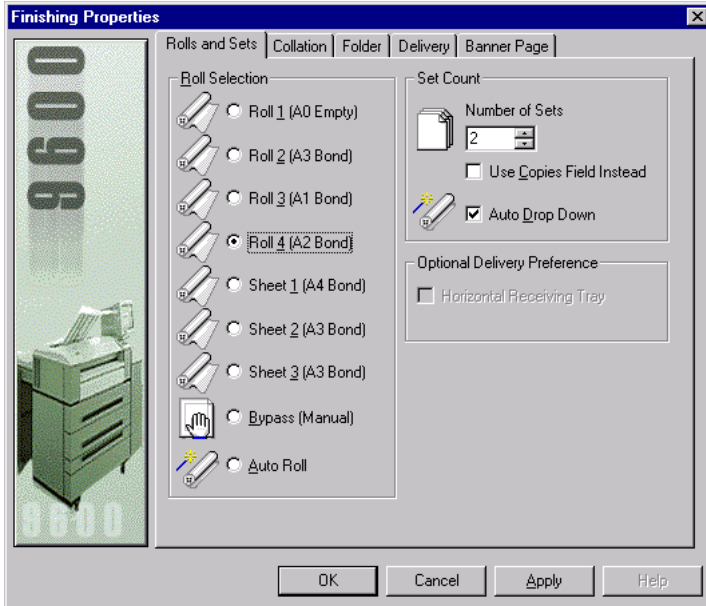 Finishing Properties
9600
Rolls and Sets
Collation
Folder
Delivery
Banner Page
Roll Selection
Roll 1 (A0 Empty)
Roll 2 (A3 Bond)
Roll 3 (A1 Bond)
Roll 4 (A2 Bond)
Sheet 1 (A4 Bond)
Sheet 2 (A3 Bond)
Sheet 3 (A3 Bond)
Bypass (Manual)
Auto Roll
Set Count
Number of Sets
2
Use Copies Field Instead
Auto Drop Down
Optional Delivery Preference
Horizontal Receiving Tray
9600
OK
Cancel
Apply
Help